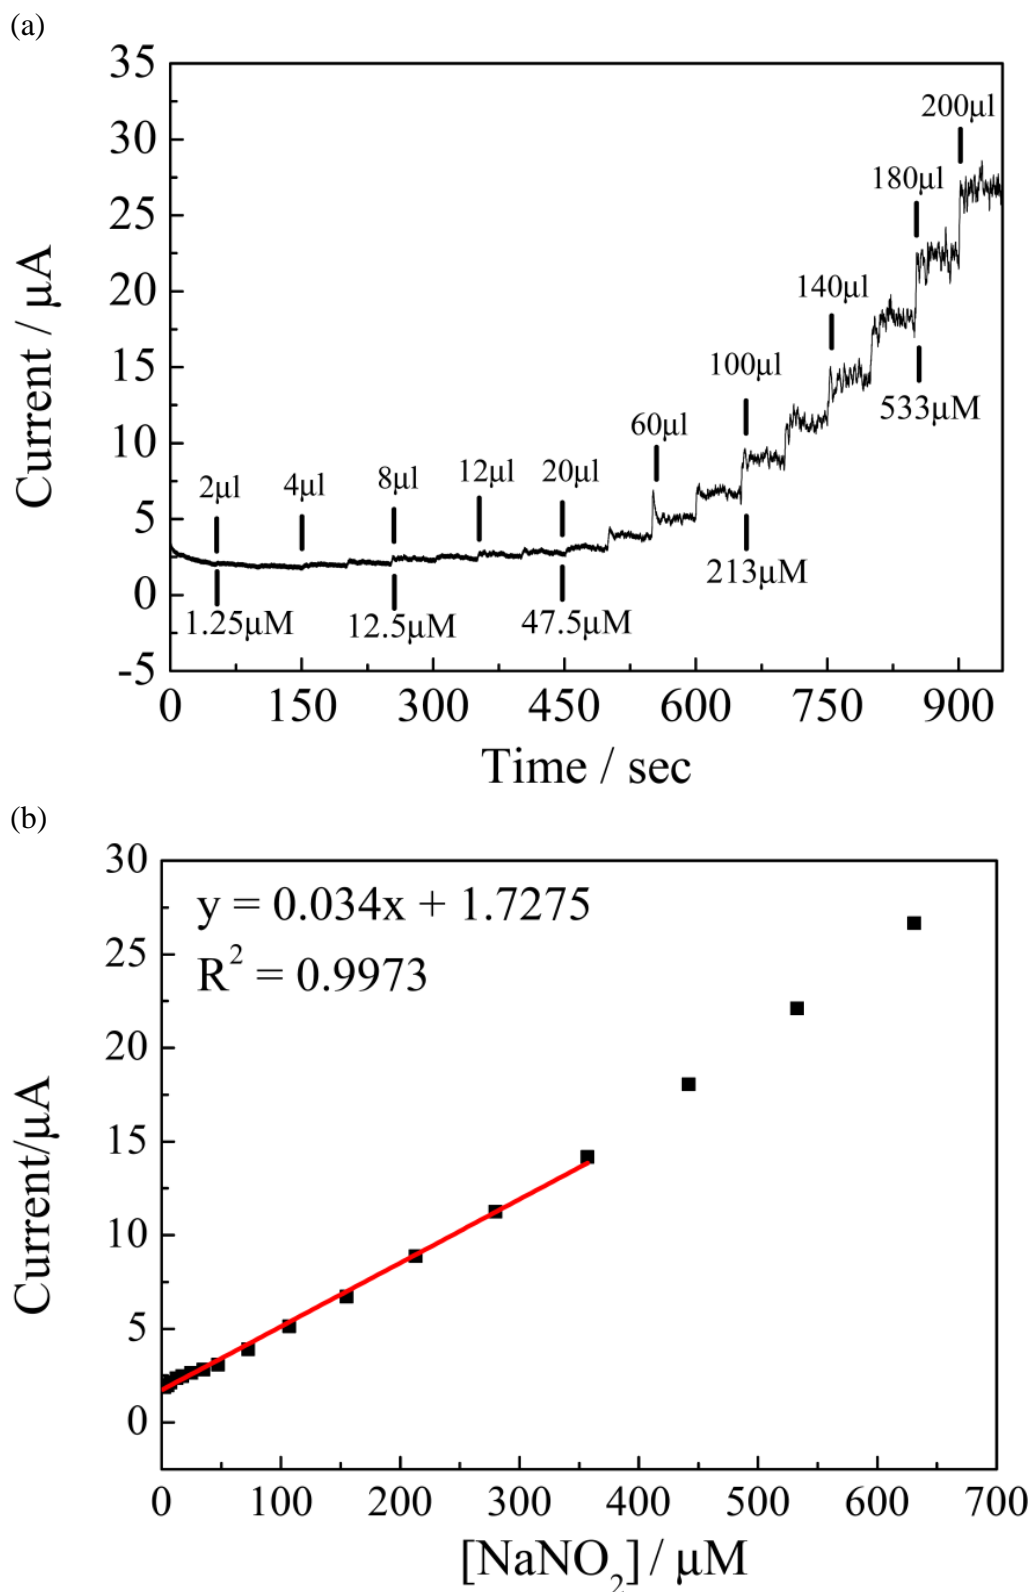 (a)
35
30
25
20
15
10
5
0
-5
Current / μA
200μl
180μl
140μl
100μl
60μl
2μl 4μl 8μl 12μl 20μl
533μM
213μM
1.25μM 12.5μM 47.5μM
0 150 300 450 600 750 900
Time / sec
(b)
30
25
20
15
10
5
0
Current/μA
y = 0.034x + 1.7275
R² = 0.9973
0 100 200 300 400 500 600 700
[NaNO₂] / μM